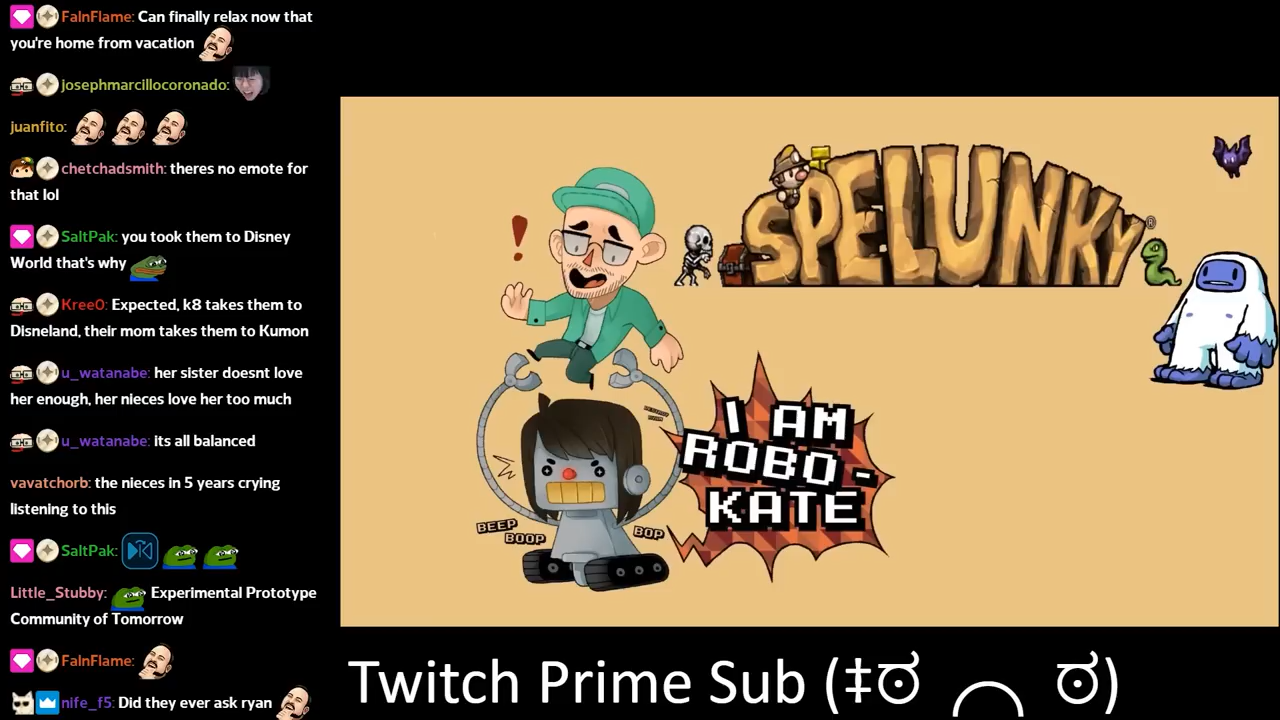 FalnFlame: Can finally relax now that
you're home from vacation
josephmarcillocoronado:
juanfito:
chetchadsmith: theres no emote for
that lol
SaltPak: you took them to Disney
World that's why
KreeO: Expected, k8 takes them to
Disneland, their mom takes them to Kumon
u_watanabe: her sister doesnt love
her enough, her nieces love her too much
u_watanabe: its all balanced
vavatchorb: the nieces in 5 years crying
listening to this
SaltPak:
Little_Stubby: Experimental Prototype
Community of Tomorrow
FalnFlame:
nife_f5: Did they ever ask ryan
!
SPELUNKY®
I AM
ROBO -
KATE
BEEP
BOOP
BOP
Twitch Prime Sub (‡ಠ ︵ ಠ)